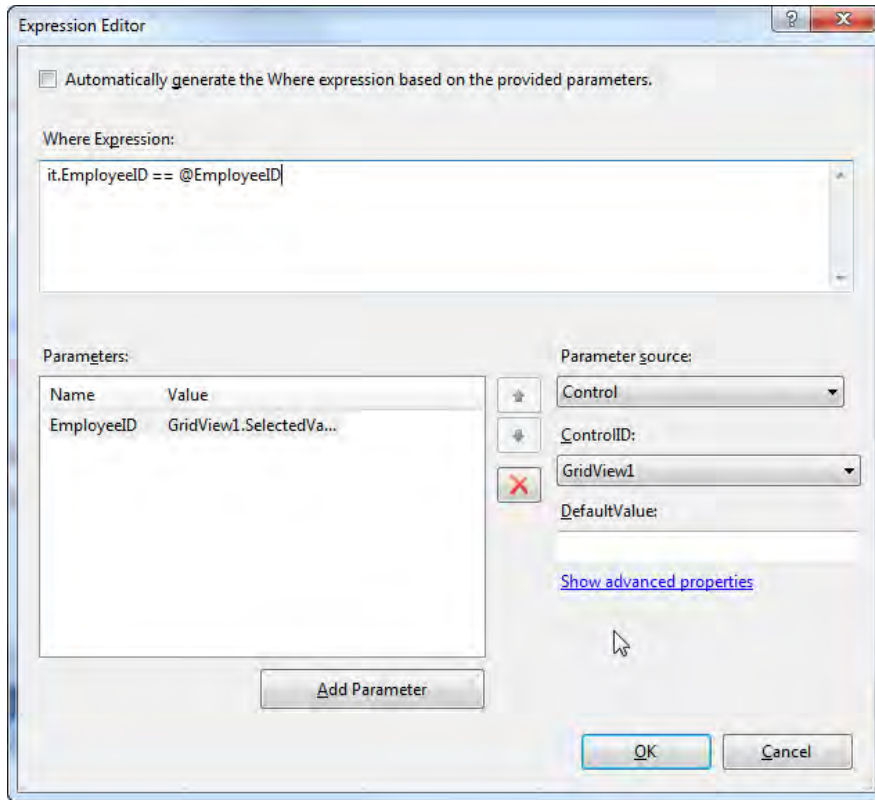 Expression Editor
Automatically generate the Where expression based on the provided parameters.
Where Expression:
it.EmployeeID == @EmployeeID
Parameters:
Name Value
EmployeeID GridView1.SelectedVa...
Parameter source:
Control
ControlID:
GridView1
DefaultValue:
Show advanced properties
Add Parameter
OK Cancel